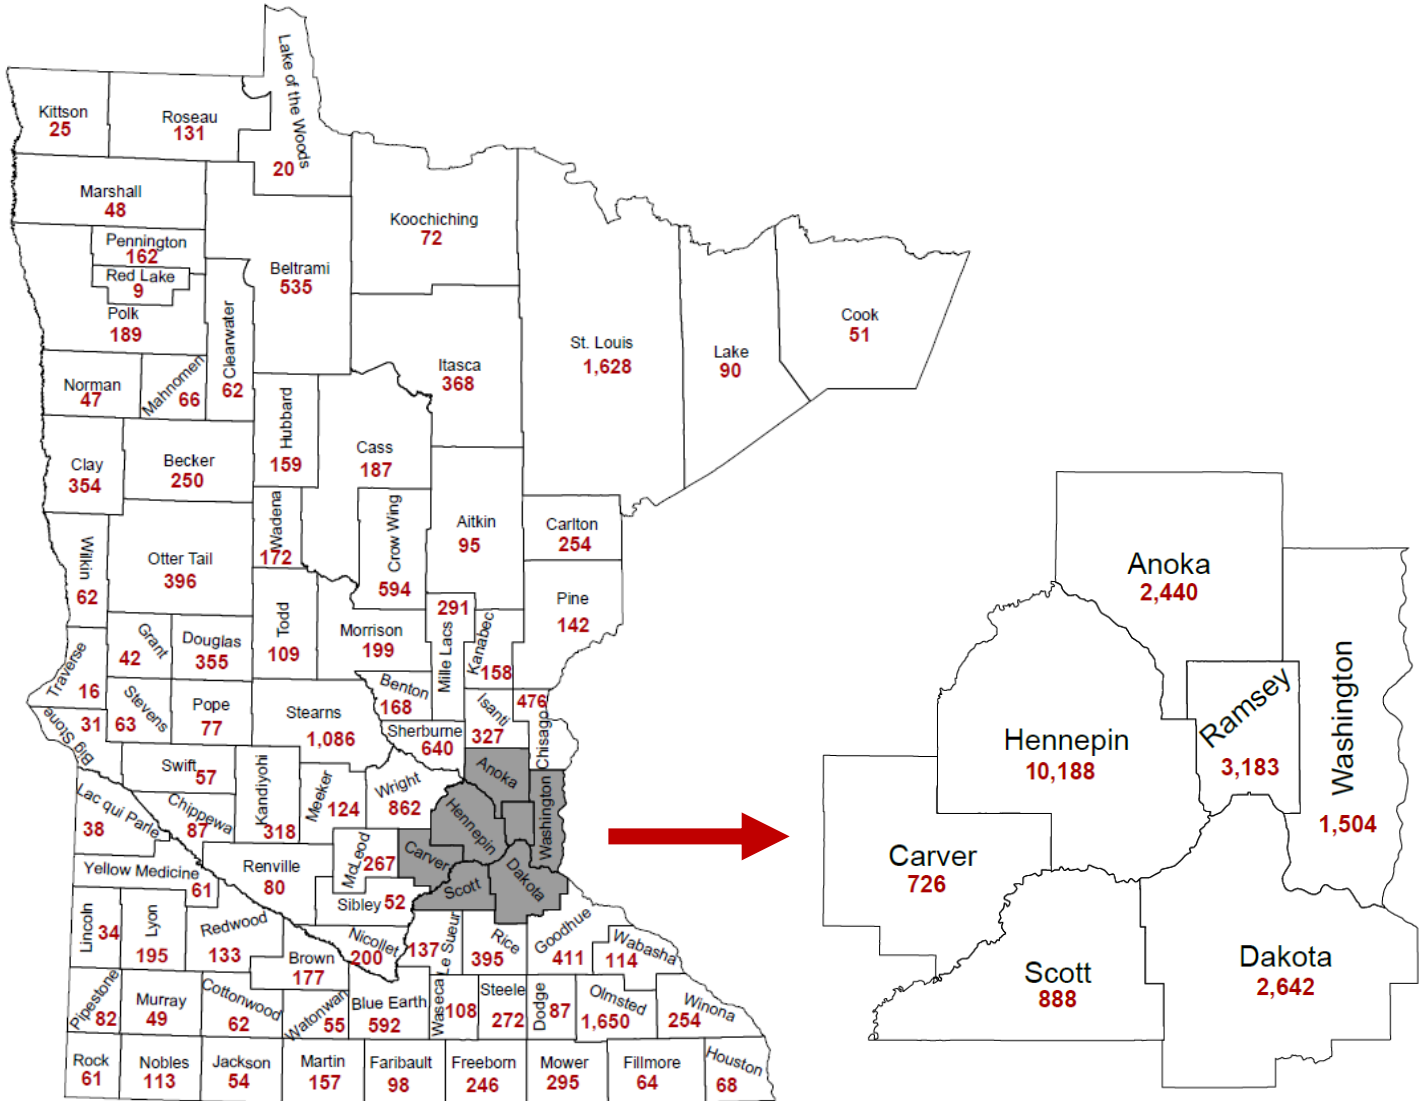 Lake of the Woods
20
Kittson
25
Roseau
131
Marshall
48
Pennington
162
Red Lake
9
Polk
189
Beltrami
535
Koochiching
72
Clearwater
62
Norman
47
Mahnomen
66
Itasca
368
St. Louis
1,628
Lake
90
Cook
51
Hubbard
159
Cass
187
Clay
354
Becker
250
Wadena
172
Crow Wing
594
Aitkin
95
Carlton
254
Wilkin
62
Otter Tail
396
Pine
142
Todd
109
Morrison
199
291
Mille Lacs
Kanabec
158
Grant
42
Douglas
355
Traverse
16
Stevens
63
Pope
77
Stearns
1,086
Benton
168
Sherburne
640
Isanti
327
476
Chisago
Big Stone
31
Swift
57
Kandiyohi
318
Meeker
124
Wright
862
Anoka
Hennepin
Washington
Carver
Scott
Dakota
Lac qui Parle
38
Chippewa
87
McLeod
267
Renville
80
Sibley
52
Yellow Medicine
61
Lincoln
34
Lyon
195
Redwood
133
Brown
177
Nicollet
200
137
Le Sueur
Rice
395
Goodhue
411
Wabasha
114
Pipestone
82
Murray
49
Cottonwood
62
Watonwan
55
Blue Earth
592
Waseca
108
Steele
272
Dodge
87
Olmsted
1,650
Winona
254
Rock
61
Nobles
113
Jackson
54
Martin
157
Faribault
98
Freeborn
246
Mower
295
Fillmore
64
Houston
68
Anoka
2,440
Hennepin
10,188
Ramsey
3,183
Washington
1,504
Carver
726
Scott
888
Dakota
2,642